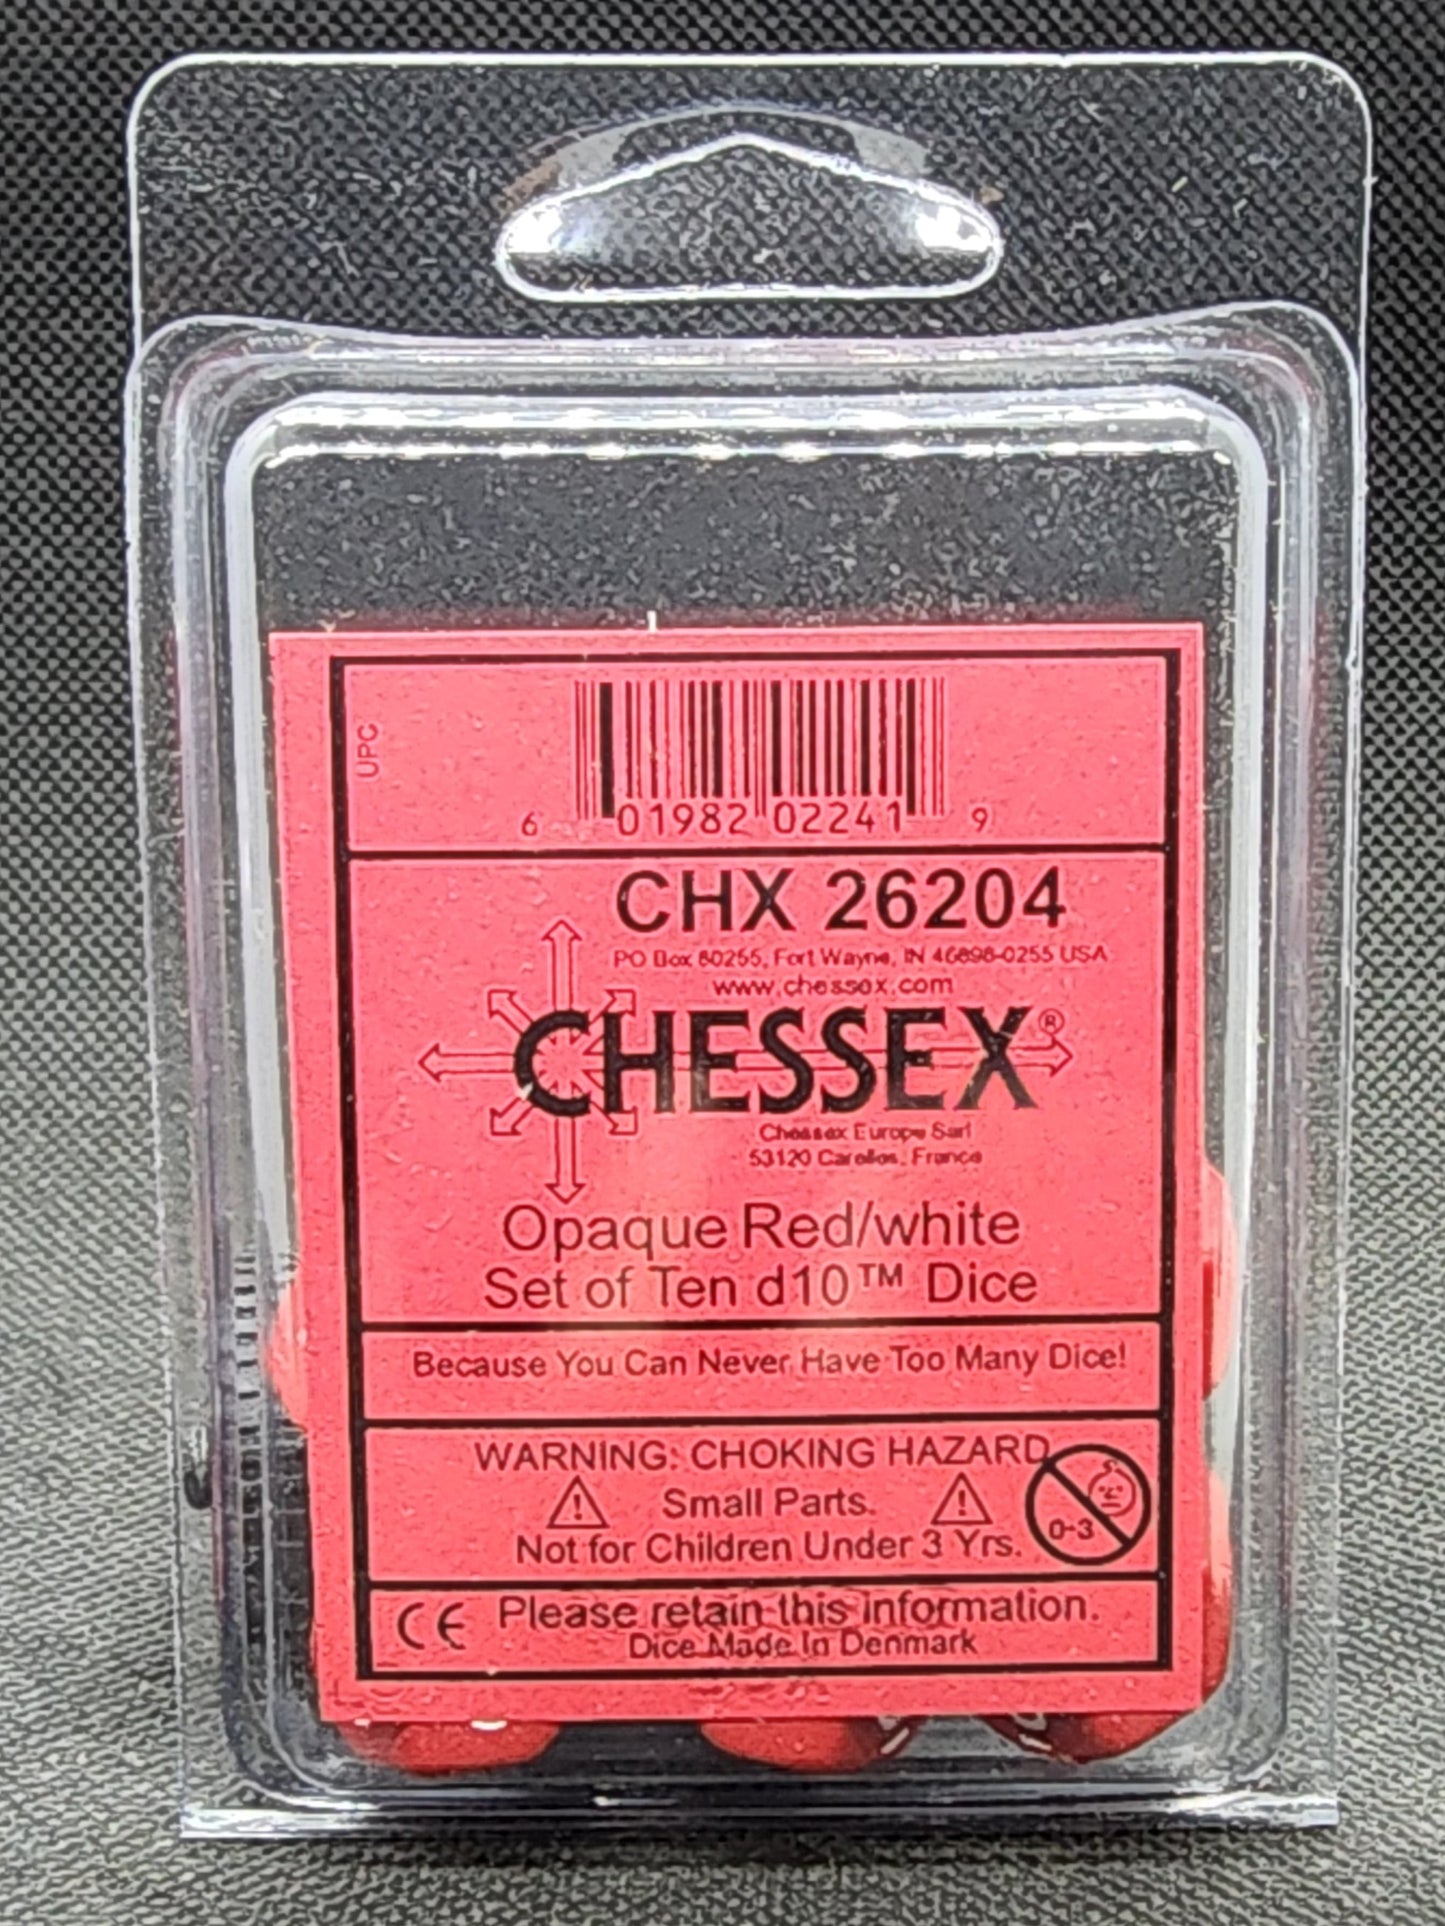 UPC
6 01982 02241 9
CHX 26204
PO Box 80255, Fort Wayne, IN 46898-0255 USA
www.chessex.com
CHESSEX®
Chessex Europe Sarl
53120 Carelles, France
Opaque Red/white
Set of Ten d10™ Dice
Because You Can Never Have Too Many Dice!
WARNING: CHOKING HAZARD
Small Parts.
Not for Children Under 3 Yrs.
0-3
CE Please retain this information.
Dice Made In Denmark